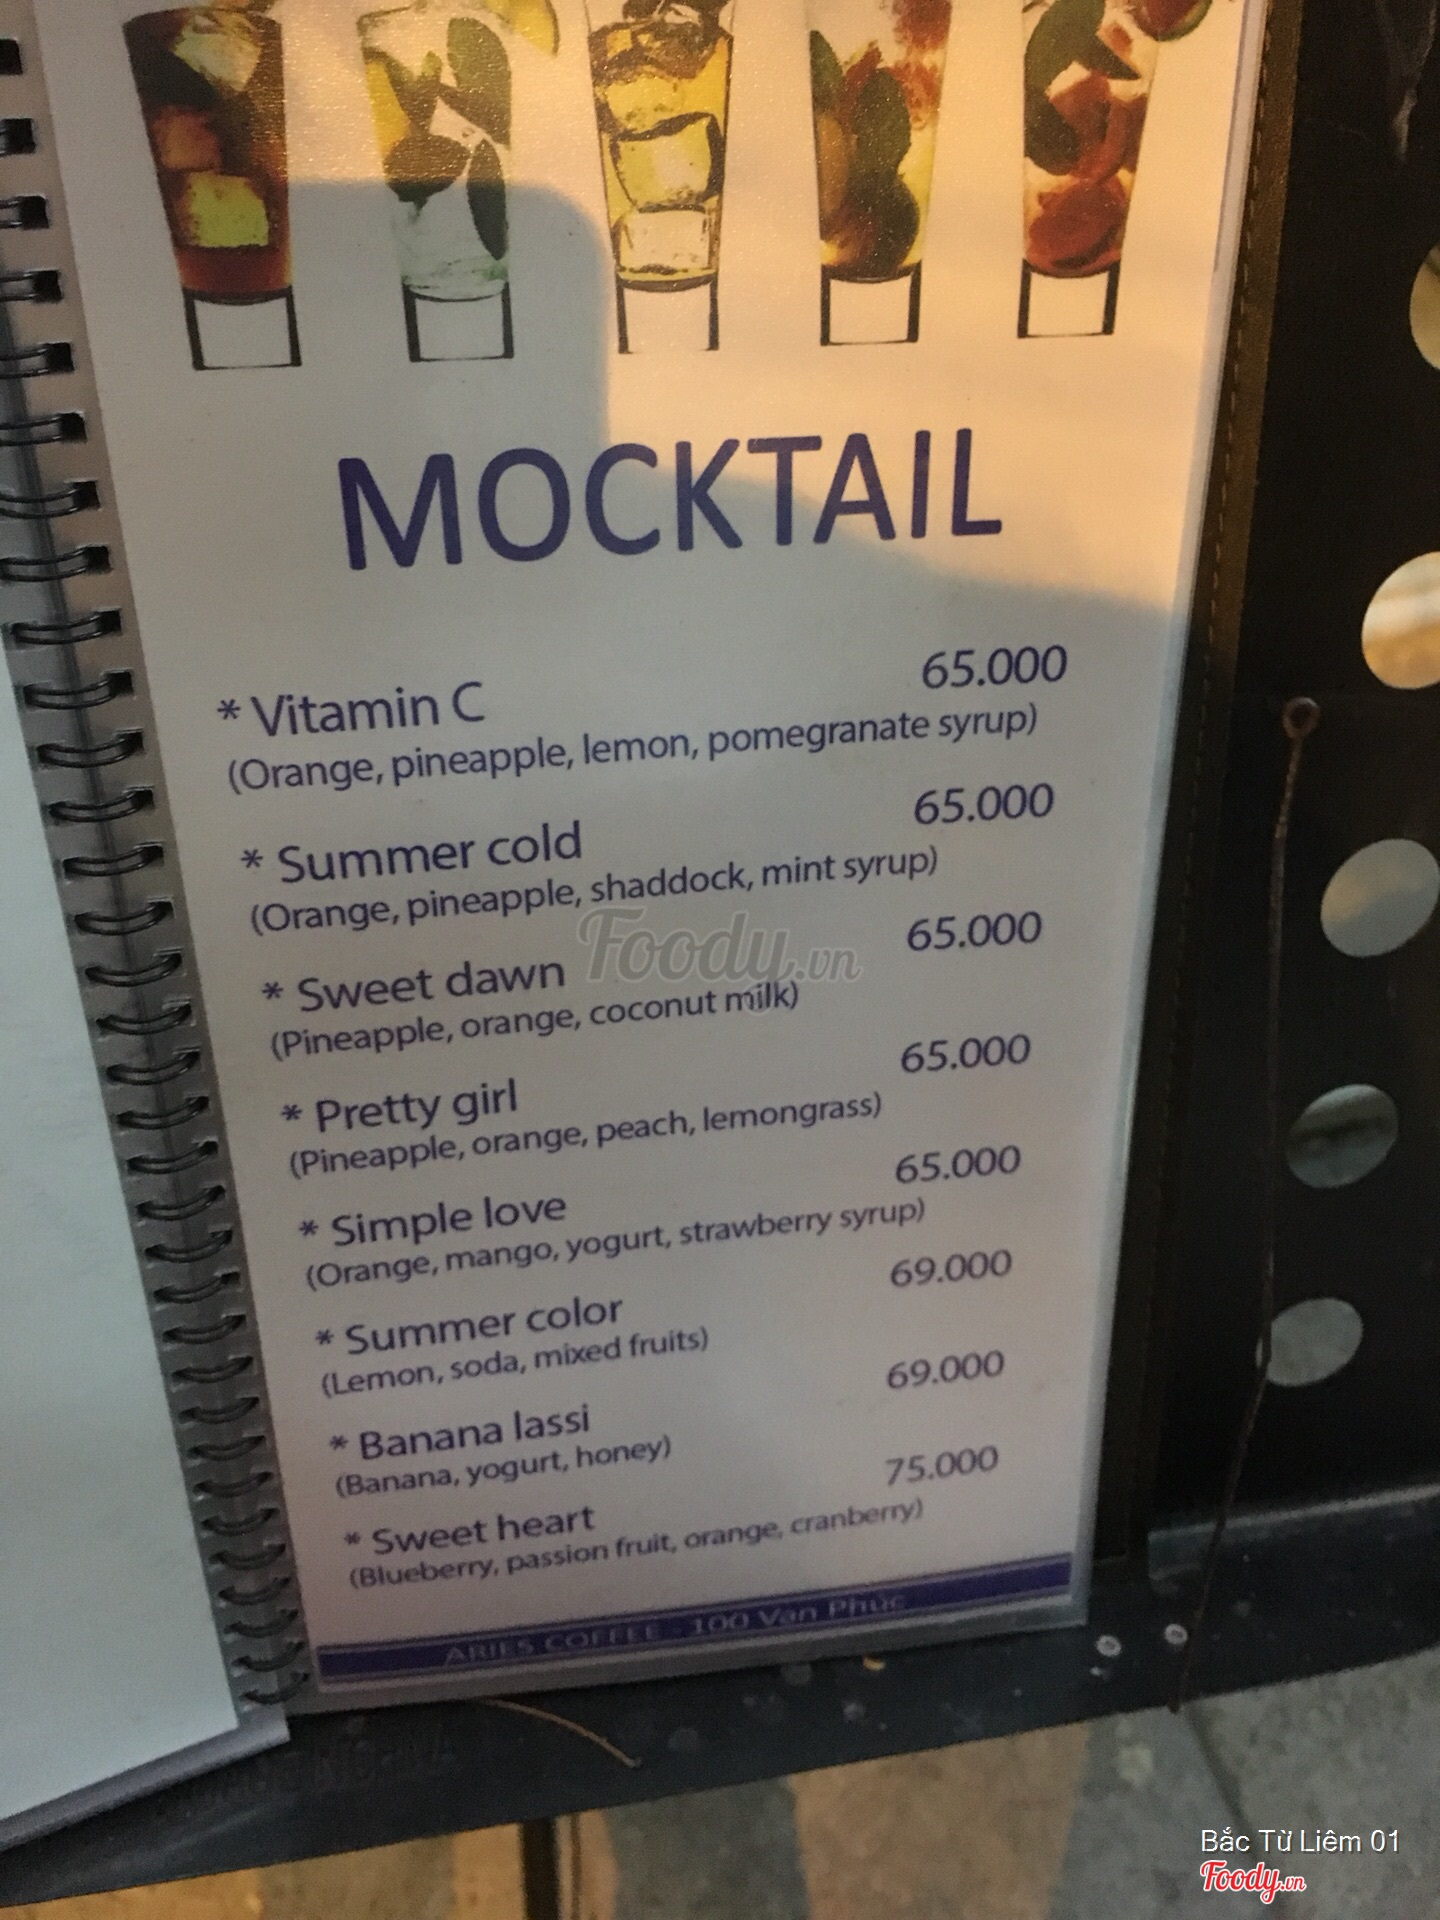 MOCKTAIL
* Vitamin C 65.000
(Orange, pineapple, lemon, pomegranate syrup)
* Summer cold 65.000
(Orange, pineapple, shaddock, mint syrup)
* Sweet dawn 65.000
(Pineapple, orange, coconut milk)
* Pretty girl 65.000
(Pineapple, orange, peach, lemongrass)
* Simple love 65.000
(Orange, mango, yogurt, strawberry syrup)
* Summer color 69.000
(Lemon, soda, mixed fruits)
* Banana lassi 69.000
(Banana, yogurt, honey)
* Sweet heart 75.000
(Blueberry, passion fruit, orange, cranberry)
ARIES COFFEE - 100 Vạn Phúc
Foody.vn
Bắc Từ Liêm 01
Foody.vn